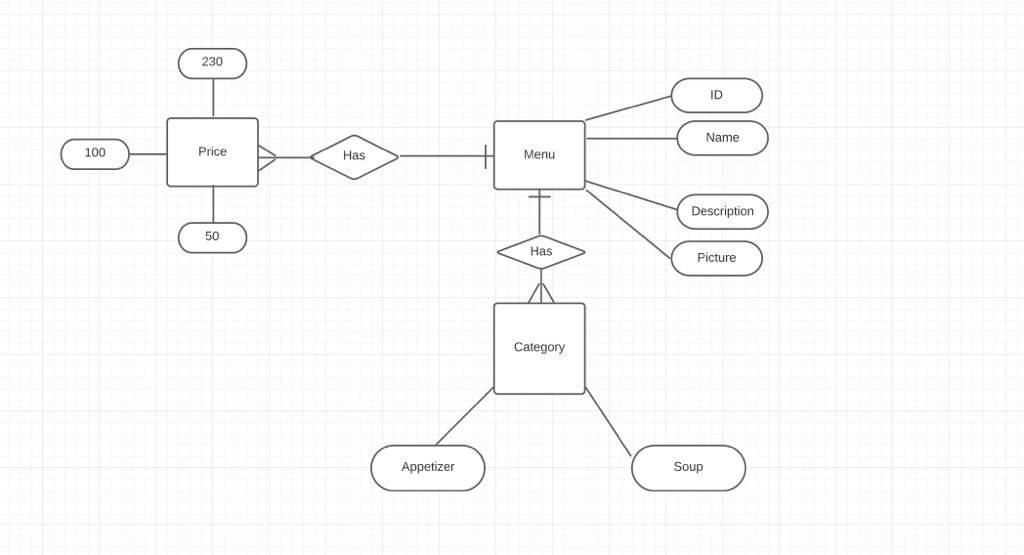 230
ID
Name
100
Price
Has
Menu
Description
50
Has
Picture
Category
Appetizer
Soup